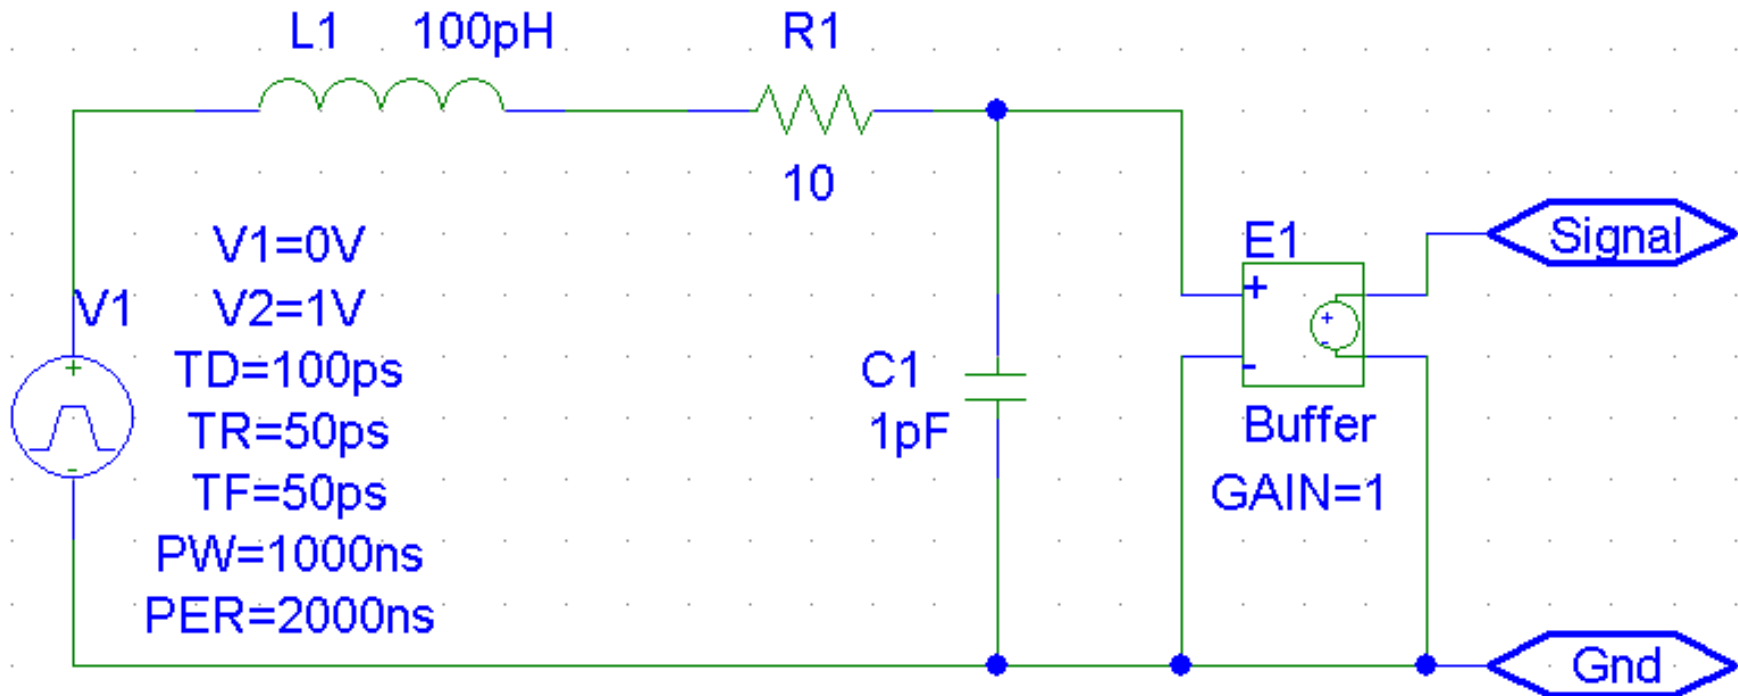 L1 100pH R1
10
V1=0V
V1 V2=1V
TD=100ps
TR=50ps
TF=50ps
PW=1000ns
PER=2000ns
C1
1pF
E1
+
-
+
-
Buffer
GAIN=1
Signal
Gnd
+
-